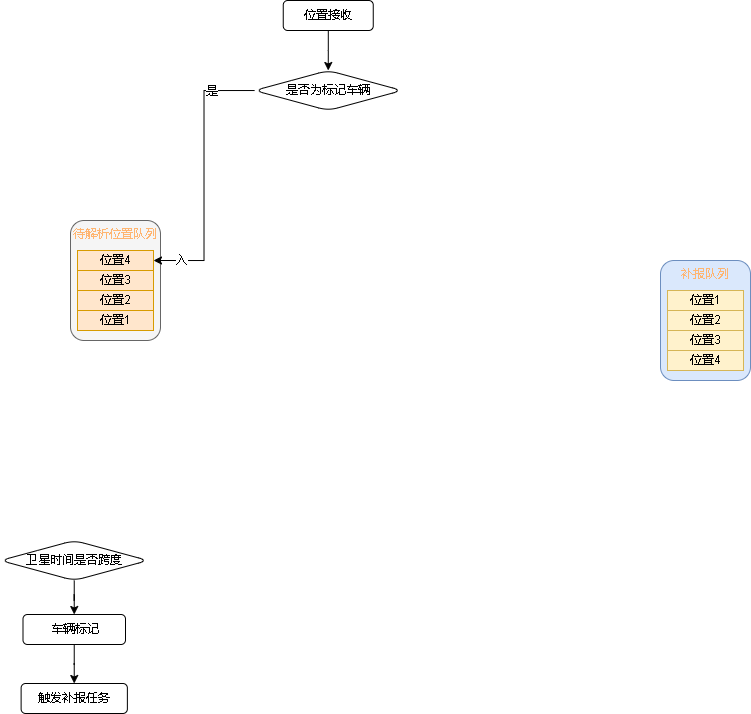 位置接收
是否为标记车辆
是
待解析位置队列
入
位置4
位置3
位置2
位置1
补报队列
位置1
位置2
位置3
位置4
卫星时间是否跨度
车辆标记
触发补报任务